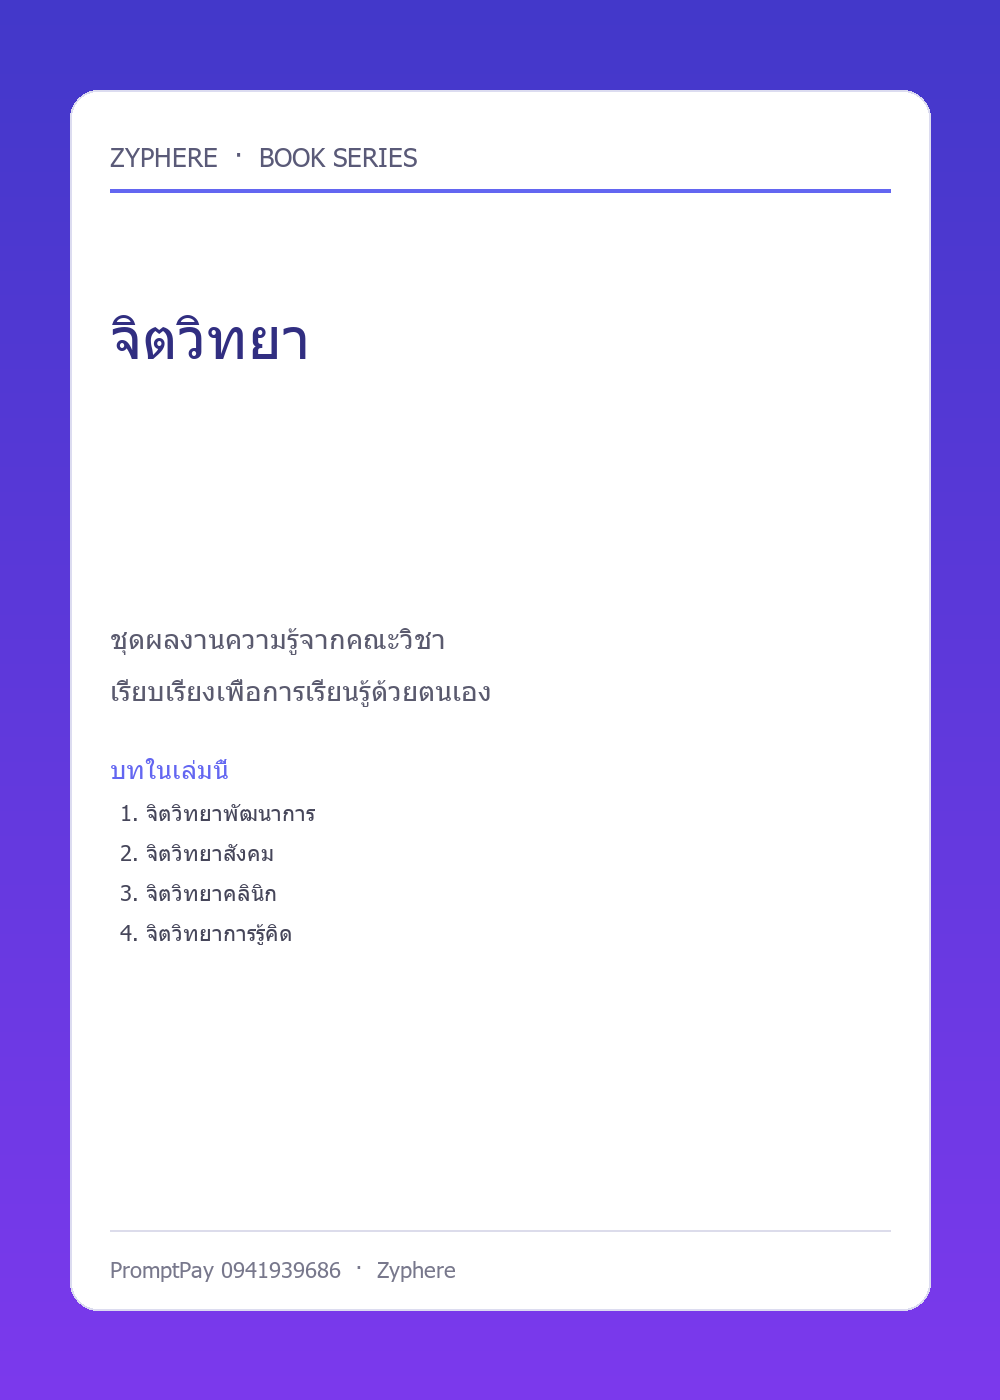 ZYPHERE · BOOK SERIES
จิตวิทยา
ชุดผลงานความรู้จากคณะวิชา
เรียบเรียงเพื่อการเรียนรู้ด้วยตนเอง
บทในเล่มนี้
1. จิตวิทยาพัฒนาการ
2. จิตวิทยาสังคม
3. จิตวิทยาคลินิก
4. จิตวิทยาการรู้คิด
PromptPay 0941939686 · Zyphere